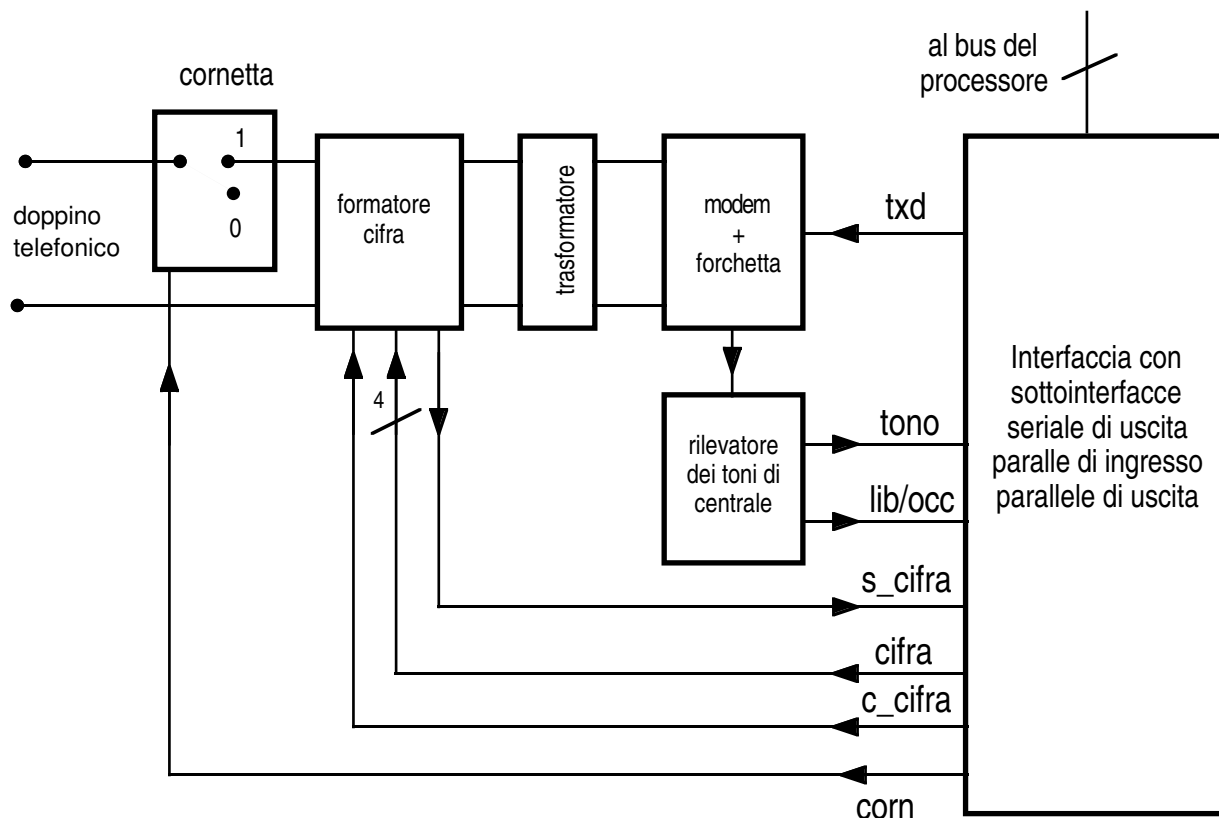 al bus del
processore
cornetta
1
0
doppino
telefonico
formatore
cifra
trasformatore
modem
+
forchetta
txd
4
rilevatore
dei toni di
centrale
tono
lib/occ
s_cifra
cifra
c_cifra
corn
Interfaccia con
sottointerfacce
seriale di uscita
paralle di ingresso
parallele di uscita